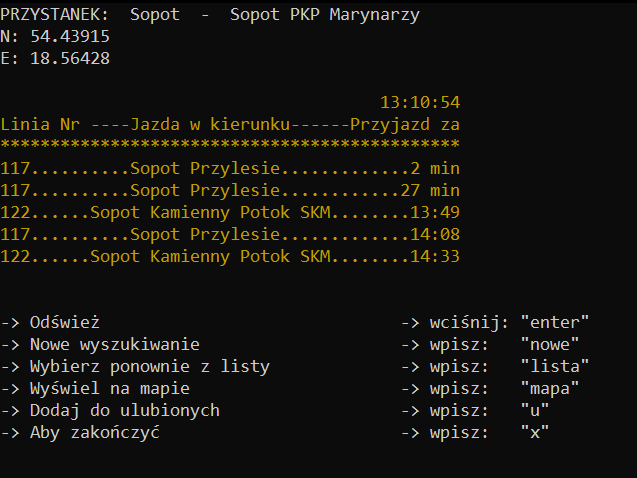 PRZYSTANEK:  Sopot  -  Sopot PKP Marynarzy
N: 54.43915
E: 18.56428
13:10:54
Linia Nr ----Jazda w kierunku------Przyjazd za
**********************************************
117..........Sopot Przylesie.............2 min
117..........Sopot Przylesie............27 min
122......Sopot Kamienny Potok SKM........13:49
117..........Sopot Przylesie.............14:08
122......Sopot Kamienny Potok SKM........14:33
-> Odśwież                              -> wciśnij: "enter"
-> Nowe wyszukiwanie                    -> wpisz:   "nowe"
-> Wybierz ponownie z listy             -> wpisz:   "lista"
-> Wyświel na mapie                     -> wpisz:   "mapa"
-> Dodaj do ulubionych                  -> wpisz:   "u"
-> Aby zakończyć                        -> wpisz:   "x"